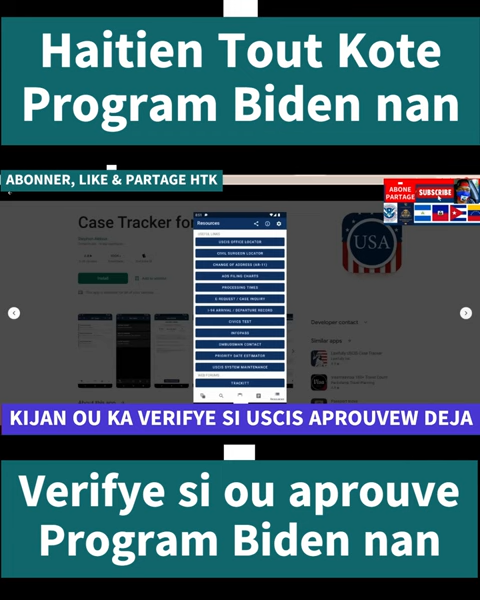 Haitien Tout Kote
Program Biden nan
ABONNER, LIKE & PARTAGE HTK
ABONE
PARTAGE
SUBSCRIBE
Case Tracker for
Install
Resources
USCIS OFFICE LOCATOR
CIVIL SURGEON LOCATOR
CHANGE OF ADDRESS (AR-11)
AOS FILING CHARTS
PROCESSING TIMES
E-REQUEST / CASE INQUIRY
I-94 ARRIVAL / DEPARTURE RECORD
CIVICS TEST
INFOPASS
OMBUDSMAN CONTACT
PRIORITY DATE ESTIMATOR
USCIS SYSTEM MAINTENANCE
TRACKITT
USA
Developer contact
Similar apps
KIJAN OU KA VERIFYE SI USCIS APROUVEW DEJA
Verifye si ou aprouve
Program Biden nan